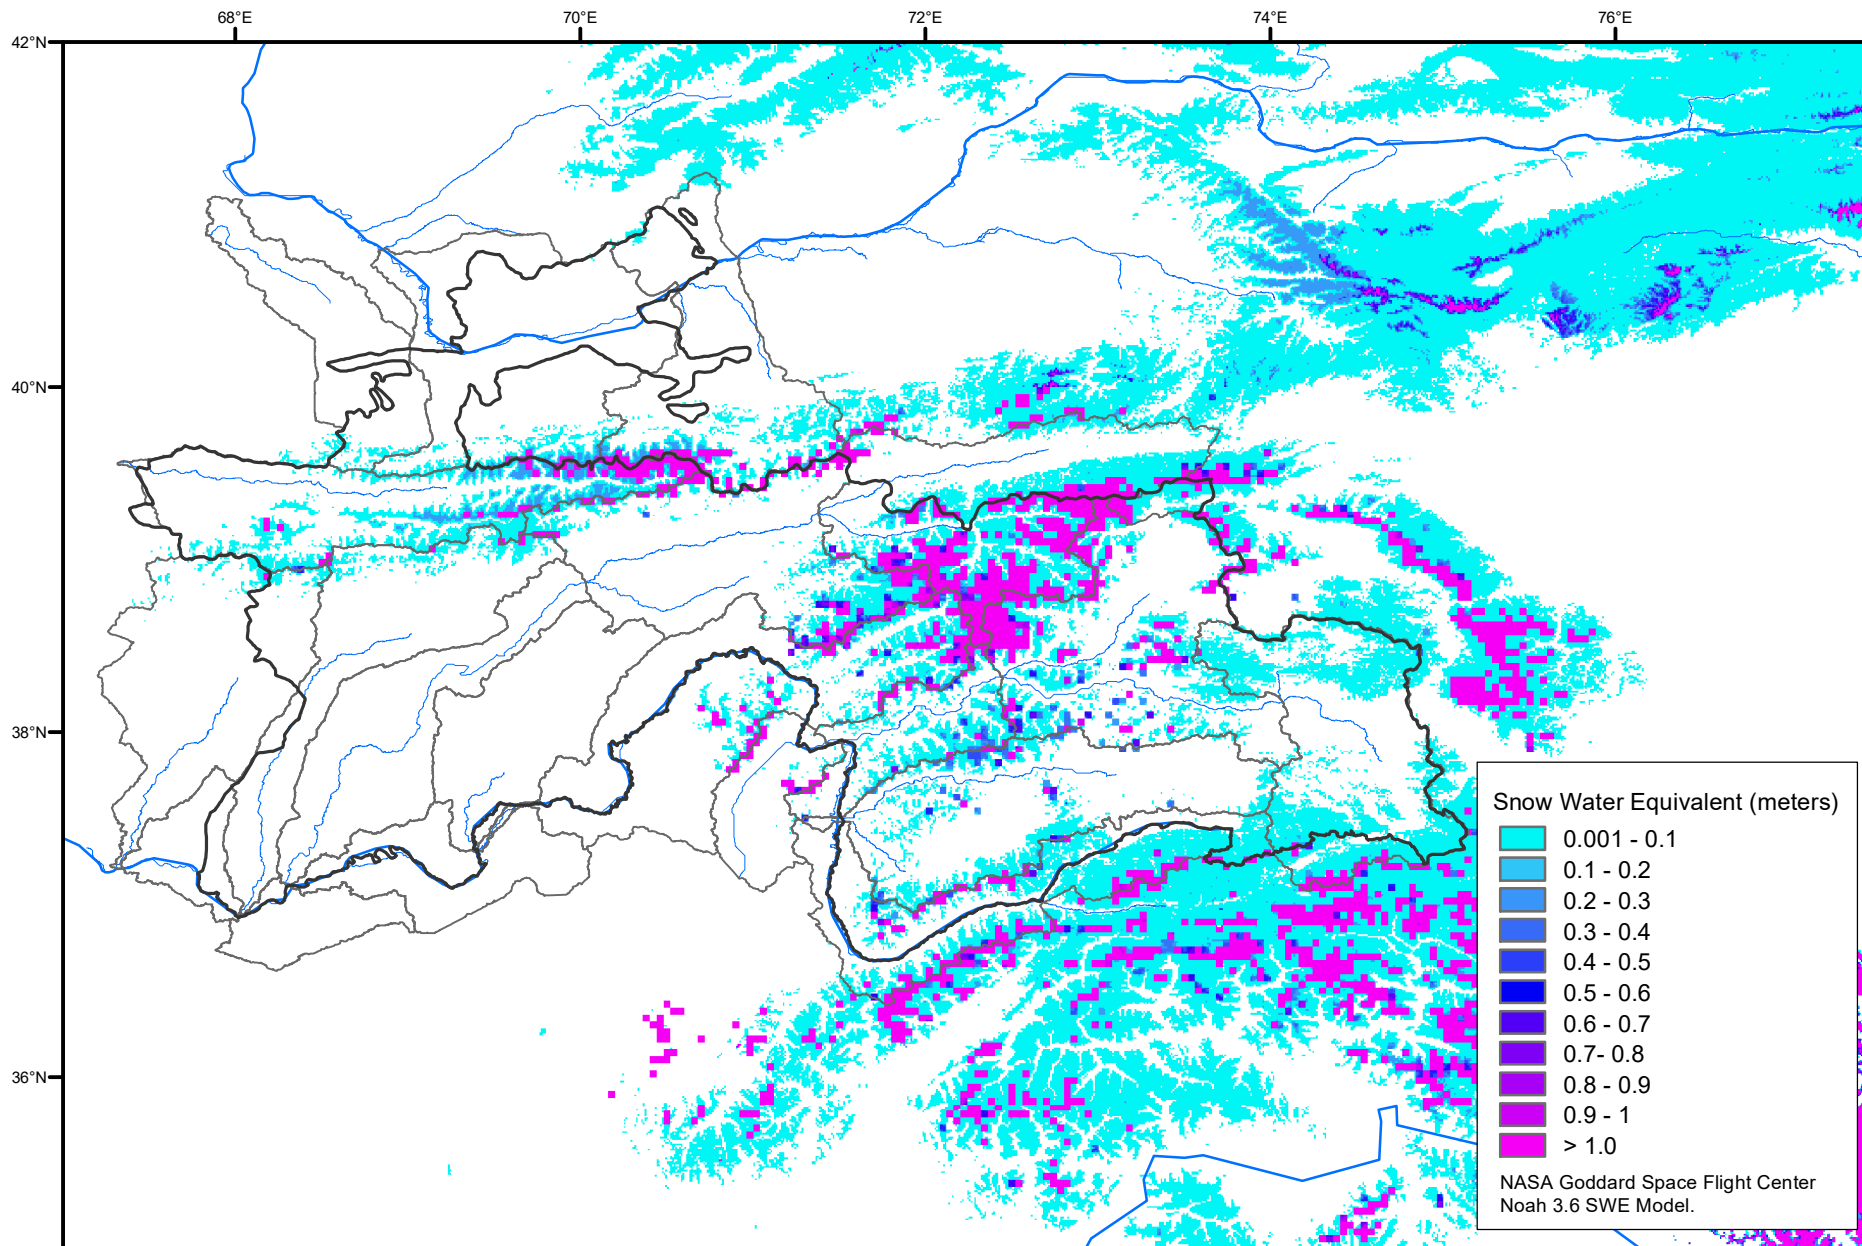 68°E
70°E
72°E
74°E
76°E
42°N
40°N
38°N
36°N
Snow Water Equivalent (meters)
0.001 - 0.1
0.1 - 0.2
0.2 - 0.3
0.3 - 0.4
0.4 - 0.5
0.5 - 0.6
0.6 - 0.7
0.7- 0.8
0.8 - 0.9
0.9 - 1
> 1.0
NASA Goddard Space Flight Center
Noah 3.6 SWE Model.